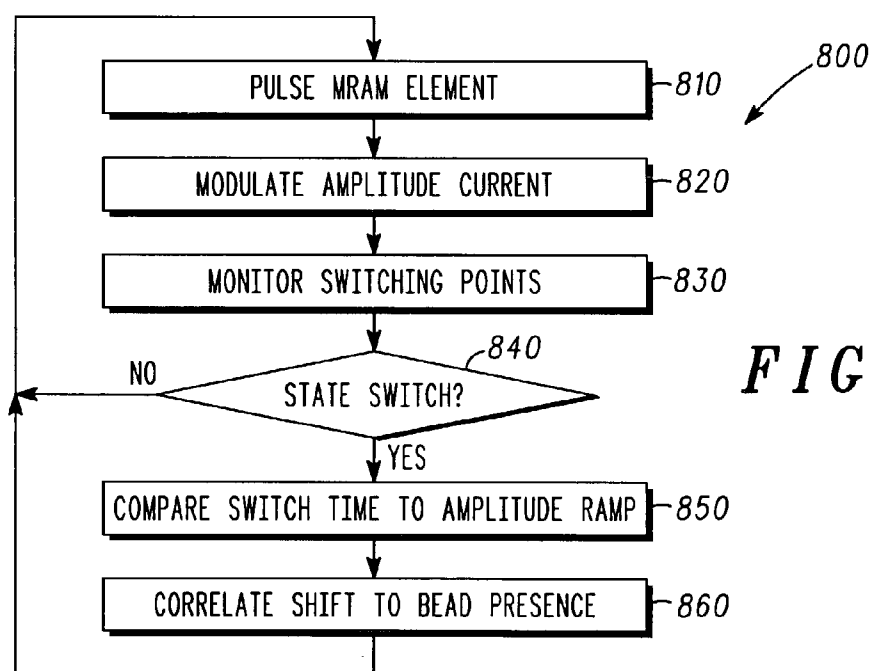 800
PULSE MRAM ELEMENT 810
MODULATE AMPLITUDE CURRENT 820
MONITOR SWITCHING POINTS 830
840
NO STATE SWITCH?
FIG
YES
COMPARE SWITCH TIME TO AMPLITUDE RAMP 850
CORRELATE SHIFT TO BEAD PRESENCE 860